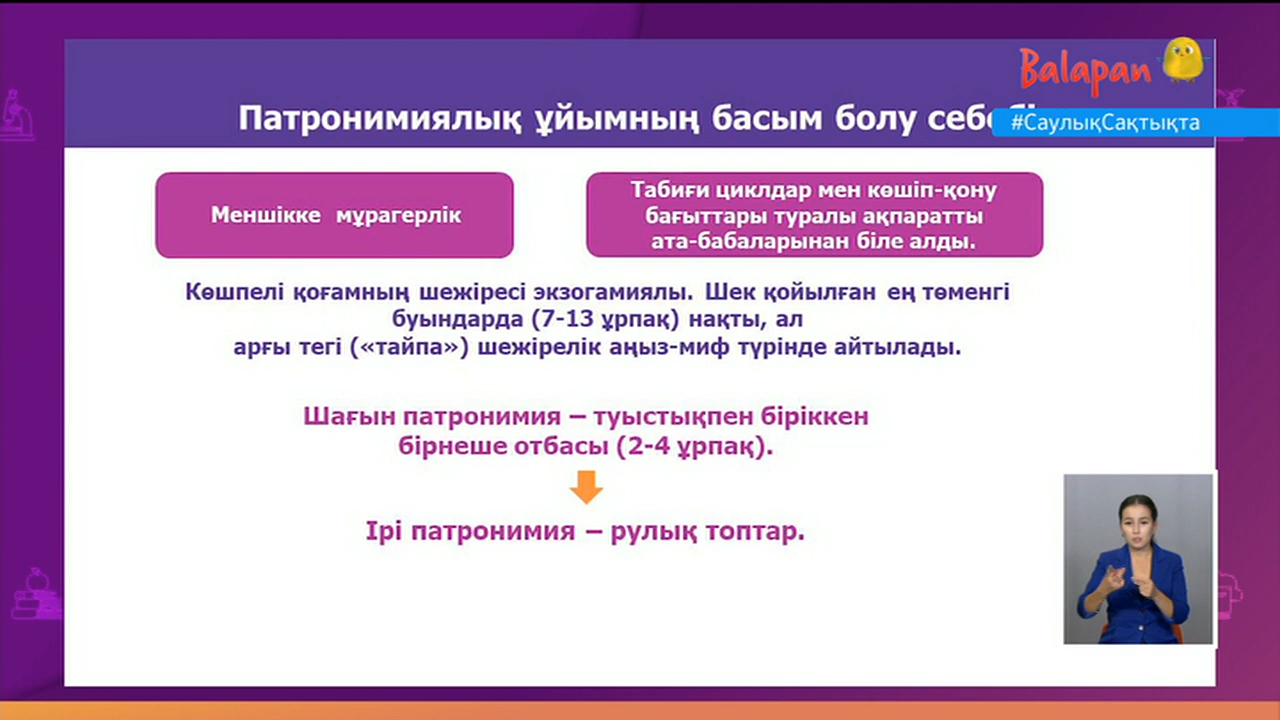 Balapan
#СаулықСақтықта
Патронимиялық ұйымның басым болу
Меншікке мұрагерлік
Табиғи циклдар мен көшіп-қону
бағыттары туралы ақпаратты
ата-бабаларынан біле алды.
Көшпелі қоғамның шежіресі экзогамиялы. Шек қойылған ең төменгі
буындарда (7-13 ұрпақ) нақты, ал
арғы тегі («тайпа») шежірелік аңыз-миф түрінде айтылады.
Шағын патронимия – туыстықпен біріккен
бірнеше отбасы (2-4 ұрпақ).
Ірі патронимия – рулық топтар.